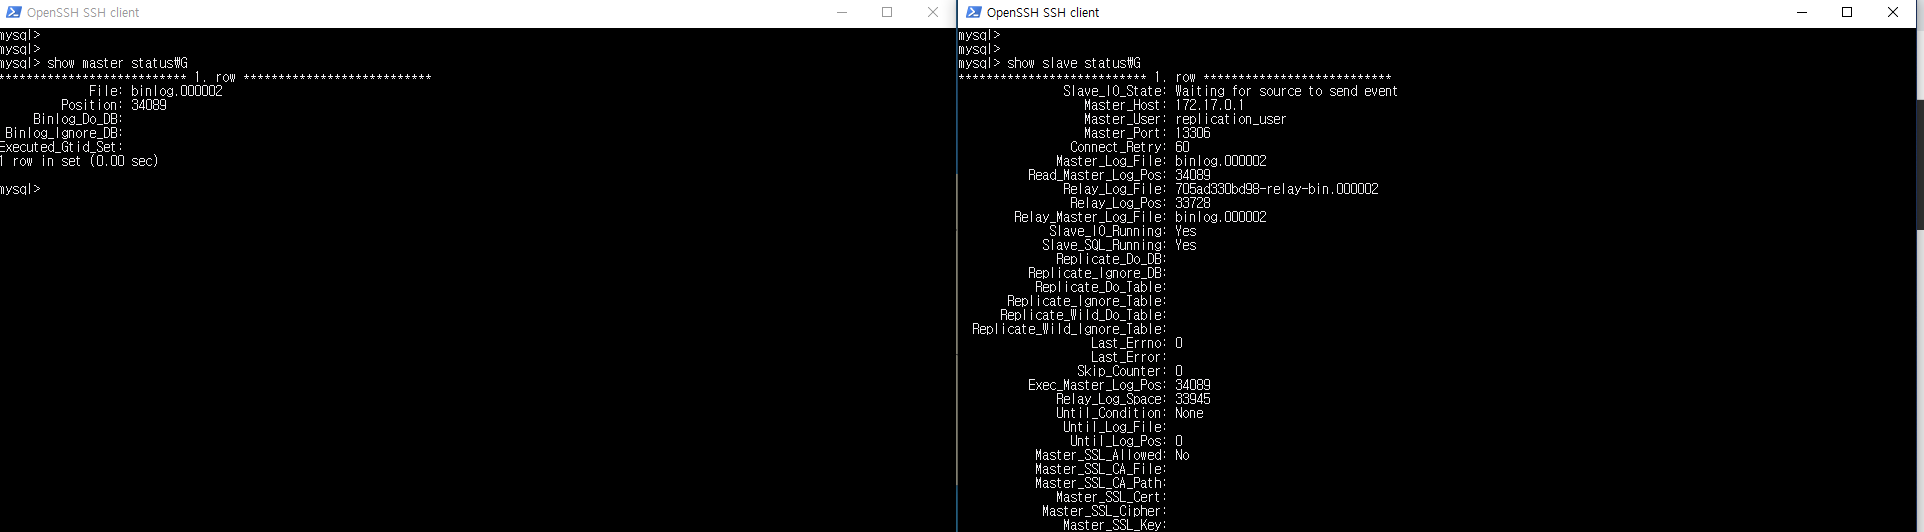 OpenSSH SSH client
mysql>
mysql>
mysql> show master status₩G
*************************** 1. row ***************************
File: binlog.000002
Position: 34089
Binlog_Do_DB:
Binlog_Ignore_DB:
Executed_Gtid_Set:
1 row in set (0.00 sec)
mysql>
OpenSSH SSH client
mysql>
mysql>
mysql> show slave status₩G
*************************** 1. row ***************************
Slave_IO_State: Waiting for source to send event
Master_Host: 172.17.0.1
Master_User: replication_user
Master_Port: 13306
Connect_Retry: 60
Master_Log_File: binlog.000002
Read_Master_Log_Pos: 34089
Relay_Log_File: 705ad330bd98-relay-bin.000002
Relay_Log_Pos: 33728
Relay_Master_Log_File: binlog.000002
Slave_IO_Running: Yes
Slave_SQL_Running: Yes
Replicate_Do_DB:
Replicate_Ignore_DB:
Replicate_Do_Table:
Replicate_Ignore_Table:
Replicate_Wild_Do_Table:
Replicate_Wild_Ignore_Table:
Last_Errno: 0
Last_Error:
Skip_Counter: 0
Exec_Master_Log_Pos: 34089
Relay_Log_Space: 33945
Until_Condition: None
Until_Log_File:
Until_Log_Pos: 0
Master_SSL_Allowed: No
Master_SSL_CA_File:
Master_SSL_CA_Path:
Master_SSL_Cert:
Master_SSL_Cipher:
Master_SSL_Key: